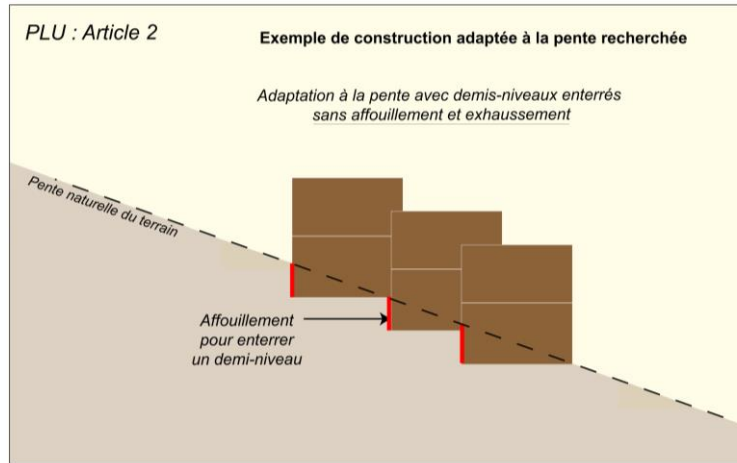 PLU : Article 2
Exemple de construction adaptée à la pente recherchée
Adaptation à la pente avec demis-niveaux enterrés
sans affouillement et exhaussement
Pente naturelle du terrain
Affouillement
pour enterrer
un demi-niveau